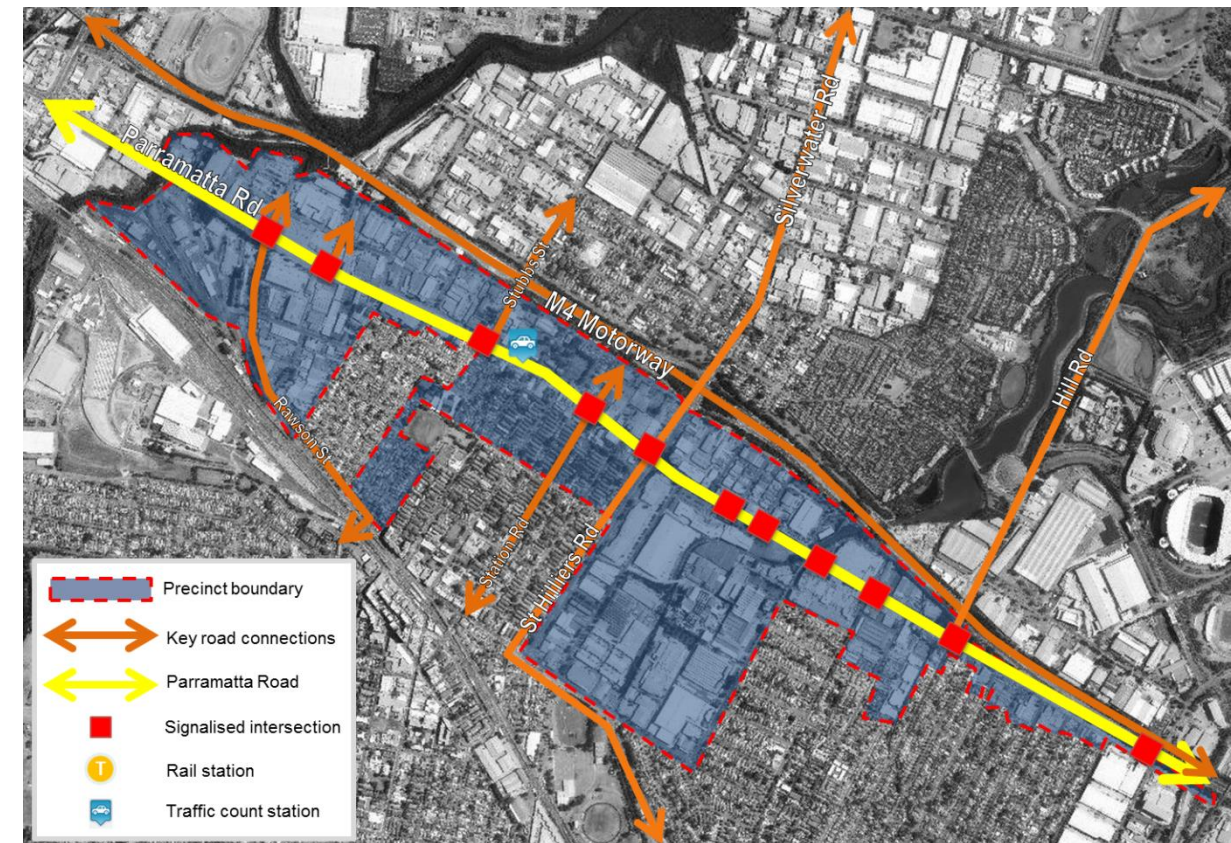 Parramatta Rd
Silverwater Rd
Stubbs St
M4 Motorway
Hill Rd
Rawson St
Station Rd
St Hilliers Rd
Precinct boundary
Key road connections
Parramatta Road
Signalised intersection
T
Rail station
Traffic count station